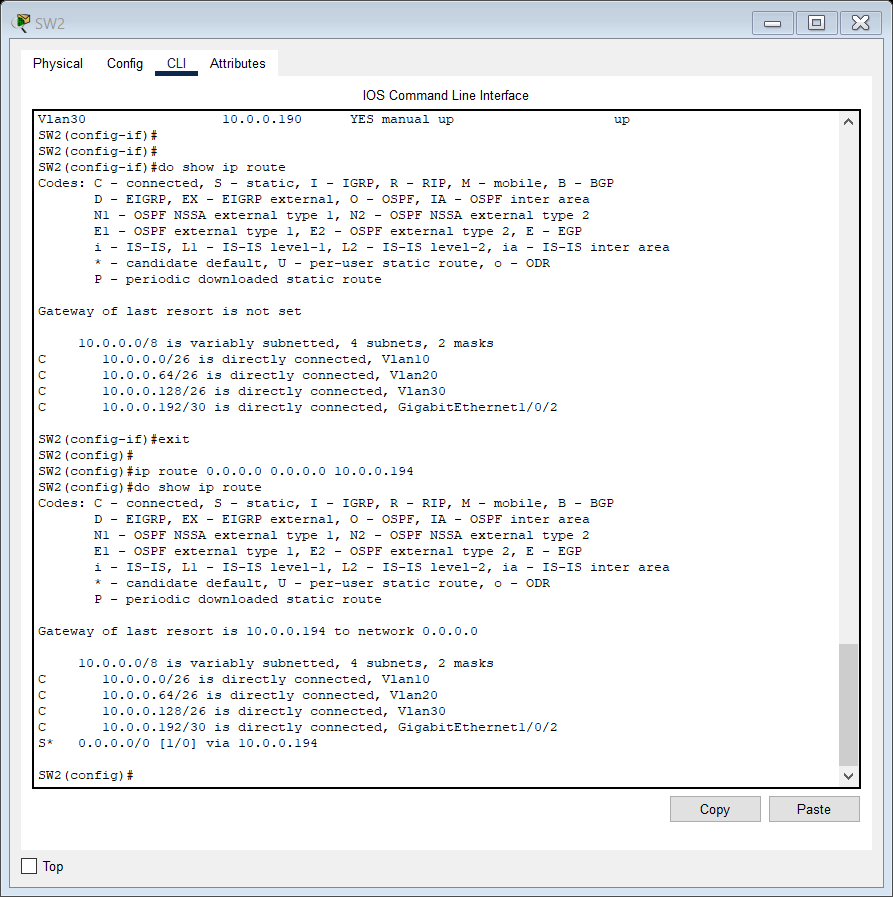 SW2
Physical Config CLI Attributes
IOS Command Line Interface
Vlan30                 10.0.0.190      YES manual up                    up
SW2(config-if)#
SW2(config-if)#
SW2(config-if)#do show ip route
Codes: C - connected, S - static, I - IGRP, R - RIP, M - mobile, B - BGP
       D - EIGRP, EX - EIGRP external, O - OSPF, IA - OSPF inter area
       N1 - OSPF NSSA external type 1, N2 - OSPF NSSA external type 2
       E1 - OSPF external type 1, E2 - OSPF external type 2, E - EGP
       i - IS-IS, L1 - IS-IS level-1, L2 - IS-IS level-2, ia - IS-IS inter area
       * - candidate default, U - per-user static route, o - ODR
       P - periodic downloaded static route
Gateway of last resort is not set
     10.0.0.0/8 is variably subnetted, 4 subnets, 2 masks
C       10.0.0.0/26 is directly connected, Vlan10
C       10.0.0.64/26 is directly connected, Vlan20
C       10.0.0.128/26 is directly connected, Vlan30
C       10.0.0.192/30 is directly connected, GigabitEthernet1/0/2
SW2(config-if)#exit
SW2(config)#
SW2(config)#ip route 0.0.0.0 0.0.0.0 10.0.0.194
SW2(config)#do show ip route
Codes: C - connected, S - static, I - IGRP, R - RIP, M - mobile, B - BGP
       D - EIGRP, EX - EIGRP external, O - OSPF, IA - OSPF inter area
       N1 - OSPF NSSA external type 1, N2 - OSPF NSSA external type 2
       E1 - OSPF external type 1, E2 - OSPF external type 2, E - EGP
       i - IS-IS, L1 - IS-IS level-1, L2 - IS-IS level-2, ia - IS-IS inter area
       * - candidate default, U - per-user static route, o - ODR
       P - periodic downloaded static route
Gateway of last resort is 10.0.0.194 to network 0.0.0.0
     10.0.0.0/8 is variably subnetted, 4 subnets, 2 masks
C       10.0.0.0/26 is directly connected, Vlan10
C       10.0.0.64/26 is directly connected, Vlan20
C       10.0.0.128/26 is directly connected, Vlan30
C       10.0.0.192/30 is directly connected, GigabitEthernet1/0/2
S*   0.0.0.0/0 [1/0] via 10.0.0.194
SW2(config)#
Copy Paste
Top